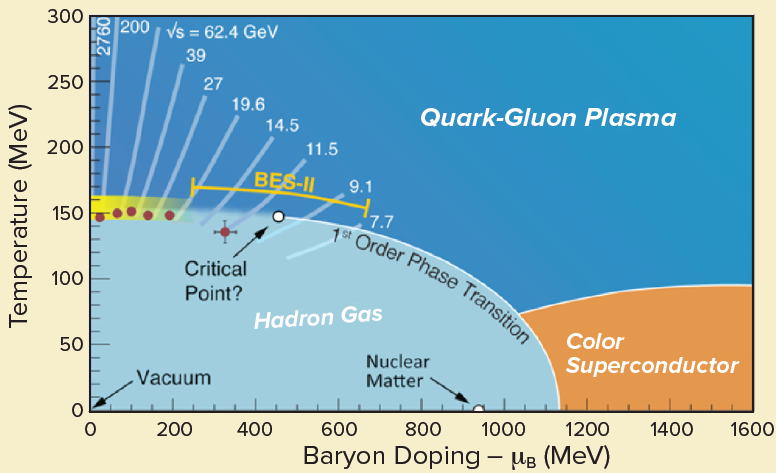 300
250
200
150
100
50
0
Temperature (MeV)
2760
200
√s = 62.4 GeV
39
27
19.6
14.5
11.5
9.1
7.7
BES-II
Quark-Gluon Plasma
1st Order Phase Transition
Critical
Point?
Hadron Gas
Color
Superconductor
Nuclear
Matter
Vacuum
0 200 400 600 800 1000 1200 1400 1600
Baryon Doping – μB (MeV)